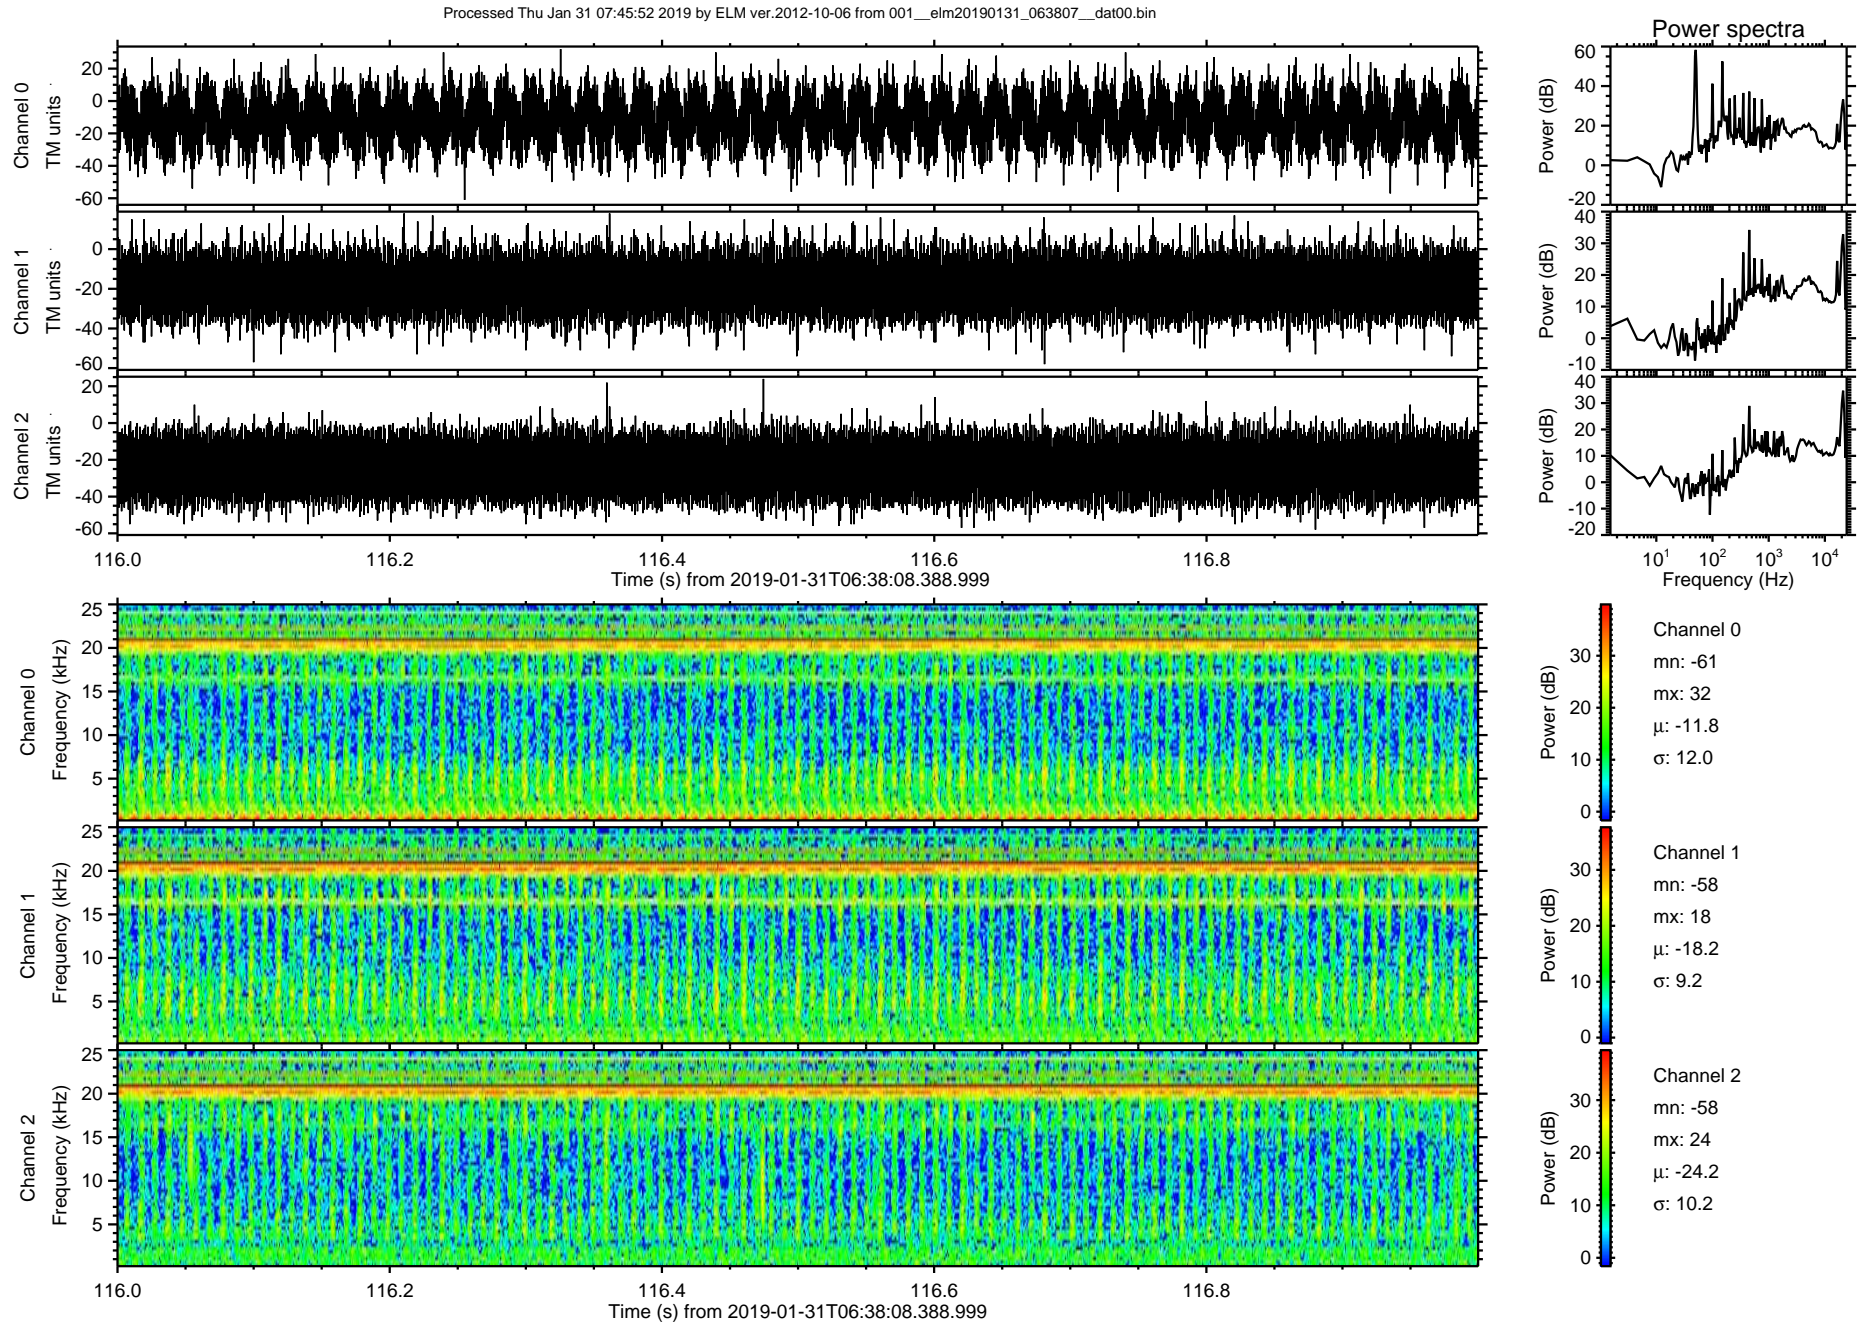 Processed Thu Jan 31 07:45:52 2019 by ELM ver.2012-10-06 from 001__elm20190131_063807__dat00.bin
Power spectra
Channel 0
TM units
20
0
-20
-40
-60
Power (dB)
60
40
20
0
-20
Channel 1
TM units
0
-20
-40
-60
Power (dB)
40
30
20
10
0
-10
Channel 2
TM units
20
0
-20
-40
-60
Power (dB)
40
30
20
10
0
-10
-20
116.0 116.2 116.4 116.6 116.8
Time (s) from 2019-01-31T06:38:08.388.999
10^1 10^2 10^3 10^4
Frequency (Hz)
Channel 0
Frequency (kHz)
25
20
15
10
5
Power (dB)
30
20
10
0
Channel 0
mn: -61
mx: 32
μ: -11.8
σ: 12.0
Channel 1
Frequency (kHz)
25
20
15
10
5
Power (dB)
30
20
10
0
Channel 1
mn: -58
mx: 18
μ: -18.2
σ: 9.2
Channel 2
Frequency (kHz)
25
20
15
10
5
Power (dB)
30
20
10
0
Channel 2
mn: -58
mx: 24
μ: -24.2
σ: 10.2
116.0 116.2 116.4 116.6 116.8
Time (s) from 2019-01-31T06:38:08.388.999